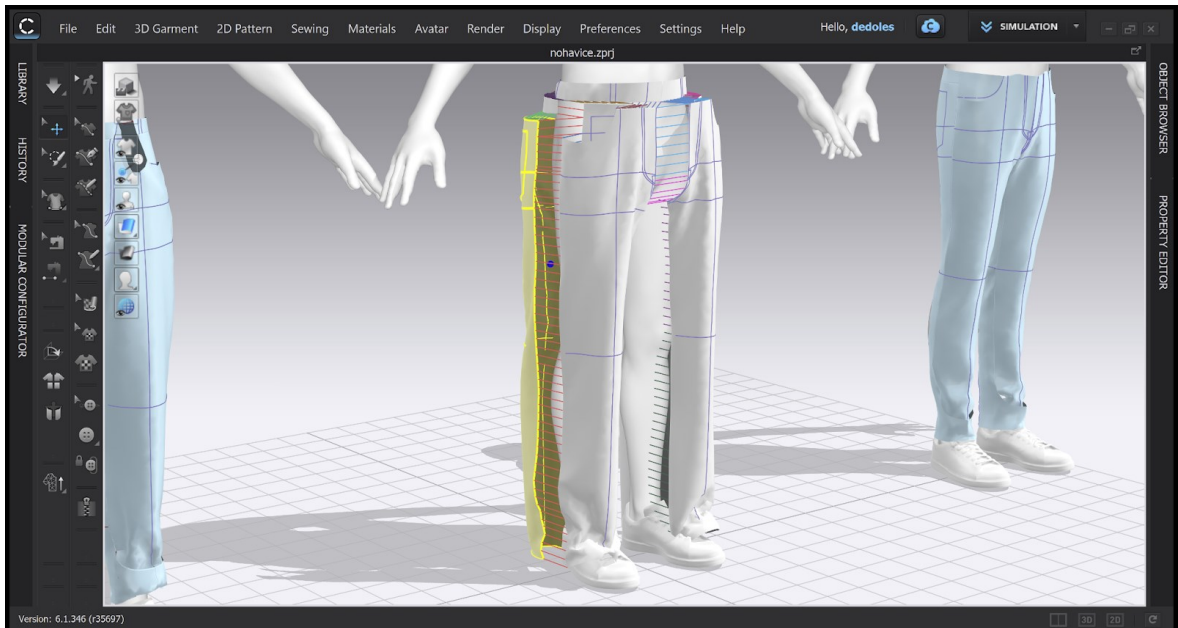 File Edit 3D Garment 2D Pattern Sewing Materials Avatar Render Display Preferences Settings Help Hello, dedoles SIMULATION
nohavice.zprj
LIBRARY
HISTORY
MODULAR CONFIGURATOR
OBJECT BROWSER
PROPERTY EDITOR
Version: 6.1.346 (r35697)
3D 2D